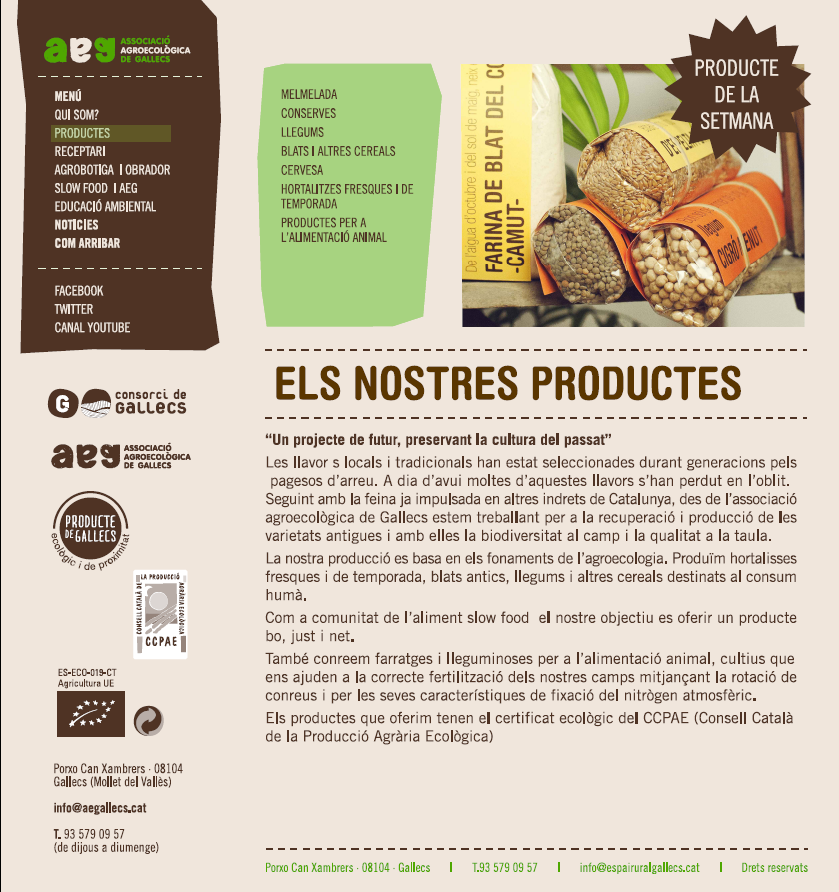 aeg ASSOCIACIÓ
AGROECOLÒGICA
DE GALLECS
MENÚ
QUI SOM?
PRODUCTES
RECEPTARI
AGROBOTIGA I OBRADOR
SLOW FOOD I AEG
EDUCACIÓ AMBIENTAL
NOTÍCIES
COM ARRIBAR
FACEBOOK
TWITTER
CANAL YOUTUBE
consorci de
GALLECS
aeg ASSOCIACIÓ
AGROECOLÒGICA
DE GALLECS
PRODUCTE
DE GALLECS
ecològic i de proximitat
CONSELL CATALÀ DE LA PRODUCCIÓ AGRÀRIA ECOLÒGICA
CCPAE
ES-ECO-019-CT
Agricultura UE
Porxo Can Xambrers · 08104
Gallecs (Mollet del Vallès)
info@aegallecs.cat
T. 93 579 09 57
(de dijous a diumenge)
MELMELADA
CONSERVES
LLEGUMS
BLATS I ALTRES CEREALS
CERVESA
HORTALITZES FRESQUES I DE
TEMPORADA
PRODUCTES PER A
L'ALIMENTACIÓ ANIMAL
De l'aigua d'octubre i del sol de maig, neix
FARINA DE BLAT DEL CO
-CAMUT-
llegum
CIGRÓ MENUT
PRODUCTE
DE LA
SETMANA
ELS NOSTRES PRODUCTES
“Un projecte de futur, preservant la cultura del passat”
Les llavor s locals i tradicionals han estat seleccionades durant generacions pels
pagesos d’arreu. A dia d’avui moltes d’aquestes llavors s’han perdut en l’oblit.
Seguint amb la feina ja impulsada en altres indrets de Catalunya, des de l’associació
agroecològica de Gallecs estem treballant per a la recuperació i producció de les
varietats antigues i amb elles la biodiversitat al camp i la qualitat a la taula.
La nostra producció es basa en els fonaments de l’agroecologia. Produïm hortalisses
fresques i de temporada, blats antics, llegums i altres cereals destinats al consum
humà.
Com a comunitat de l’aliment slow food el nostre objectiu es oferir un producte
bo, just i net.
També conreem farratges i lleguminoses per a l’alimentació animal, cultius que
ens ajuden a la correcte fertilització dels nostres camps mitjançant la rotació de
conreus i per les seves característiques de fixació del nitrògen atmosfèric.
Els productes que oferim tenen el certificat ecològic del CCPAE (Consell Català
de la Producció Agrària Ecològica)
Porxo Can Xambrers · 08104 · Gallecs I T.93 579 09 57 I info@espairuralgallecs.cat I Drets reservats